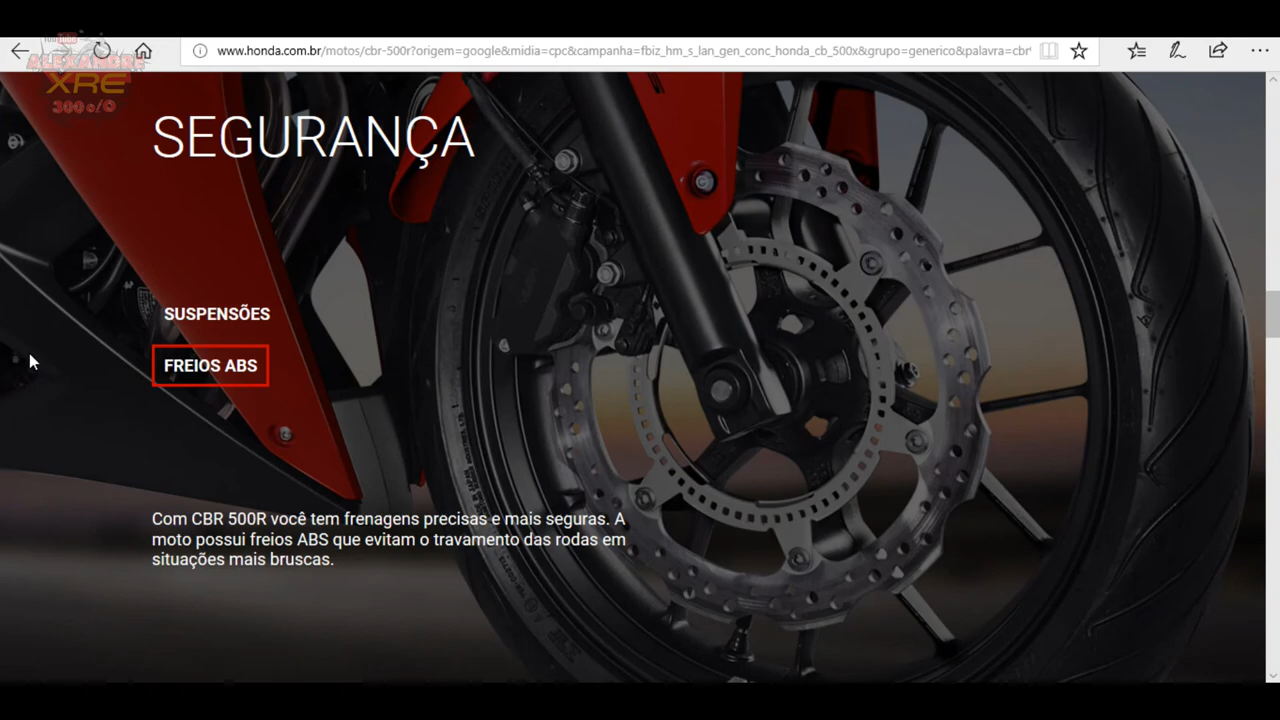 www.honda.com.br/motos/cbr-500r?origem=google&midia=cpc&campanha=fbiz_hm_s_lan_gen_conc_honda_cb_500x&grupo=generico&palavra=cbr
XRE
300
SEGURANÇA
SUSPENSÕES
FREIOS ABS
Com CBR 500R você tem frenagens precisas e mais seguras. A
moto possui freios ABS que evitam o travamento das rodas em
situações mais bruscas.